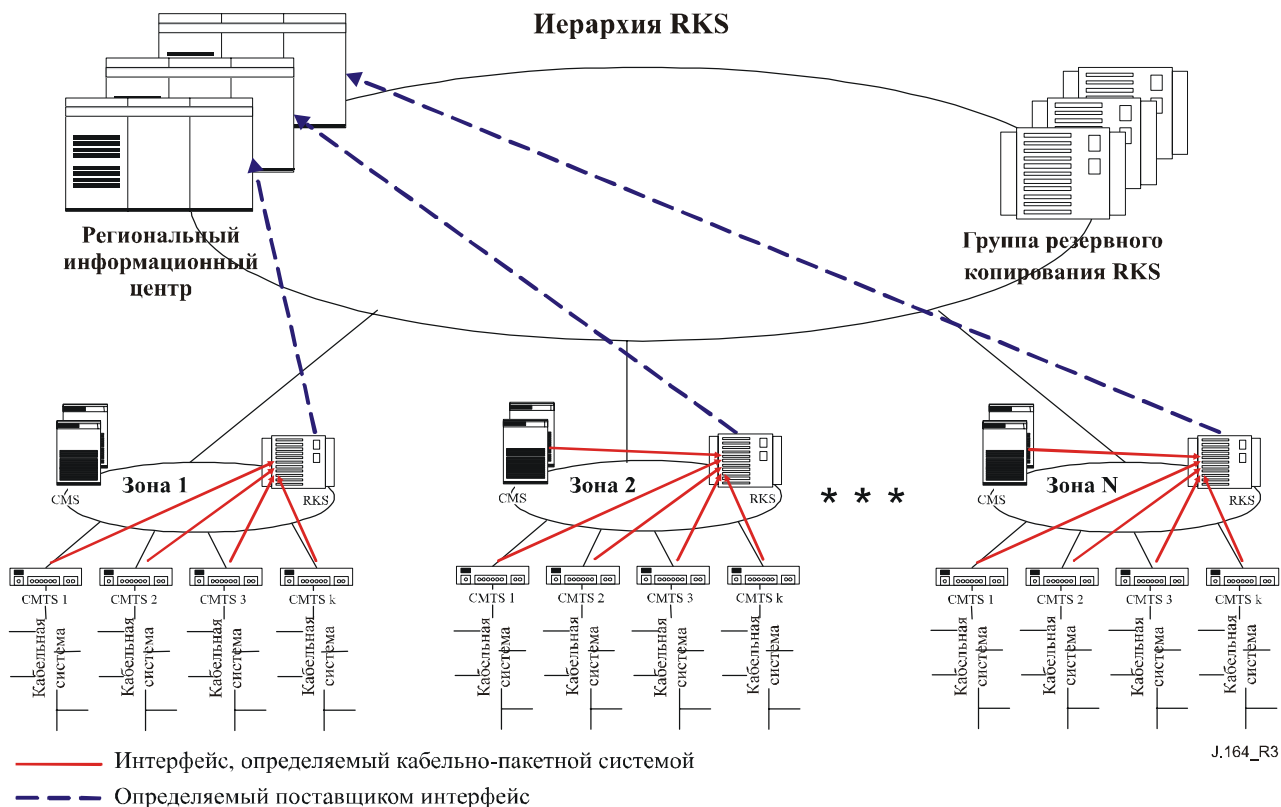 Иерархия RKS
Региональный
информационный
центр
Группа резервного
копирования RKS
CMS
Зона 1
RKS
CMS
Зона 2
RKS
* * *
CMS
Зона N
RKS
CMTS 1
CMTS 2
CMTS 3
CMTS k
CMTS 1
CMTS 2
CMTS 3
CMTS k
CMTS 1
CMTS 2
CMTS 3
CMTS k
Кабельная
система
Кабельная
система
Кабельная
система
Кабельная
система
Кабельная
система
Кабельная
система
Кабельная
система
Кабельная
система
Кабельная
система
Кабельная
система
Кабельная
система
Кабельная
система
J.164_R3
Интерфейс, определяемый кабельно-пакетной системой
Определяемый поставщиком интерфейс